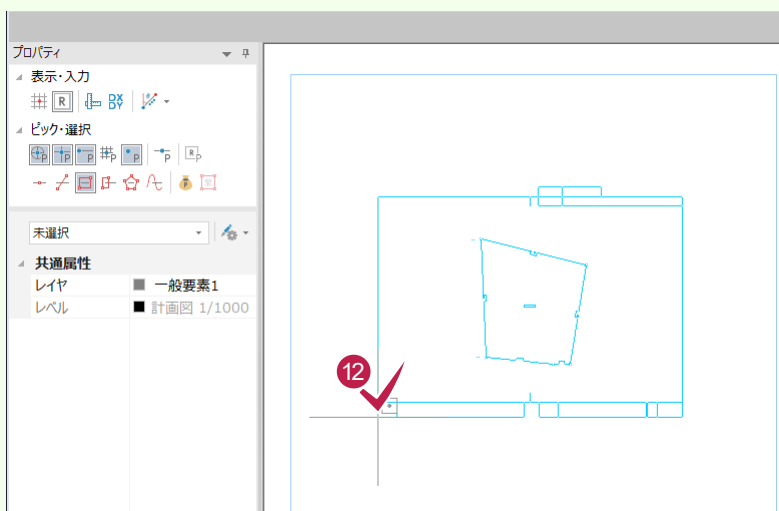 プロパティ
表示・入力
R
DX
DY
ピック・選択
P P P P P P R P
P
未選択
共通属性
レイヤ 一般要素1
レベル 計画図 1/1000
12